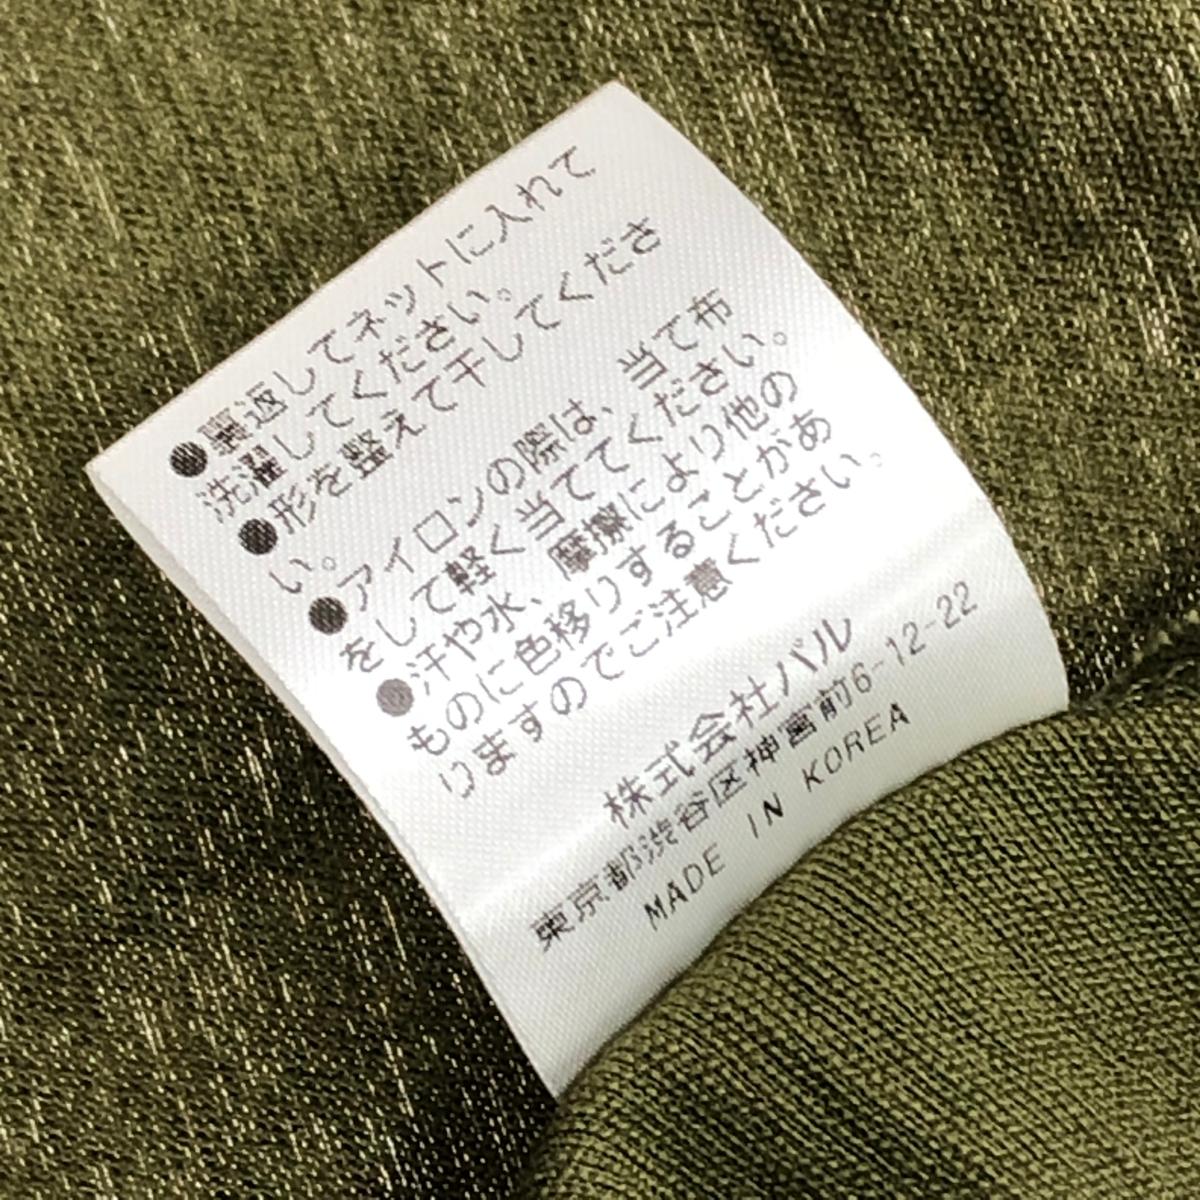 ●裏返してネットに入れて
洗濯してください。
●形を整えて干してくださ
い。
●アイロンの際は、当て布
をして軽く当ててください。
●汗や水、摩擦により他の
ものに色移りすることがあ
りますのでご注意ください。
株式会社バル
東京都渋谷区神宮前6-12-22
MADE IN KOREA